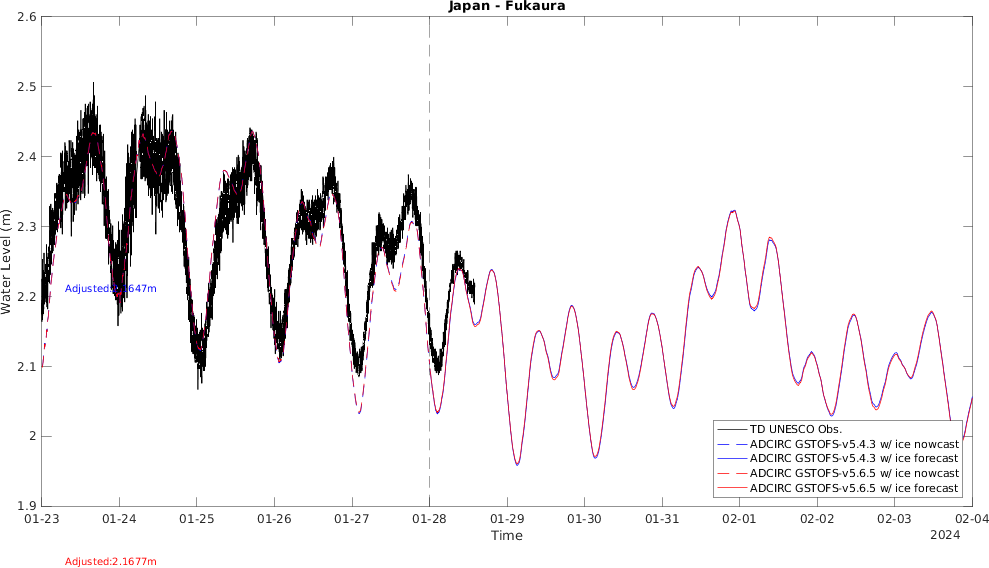 Japan - Fukaura
2.6
2.5
2.4
2.3
2.2
2.1
2
1.9
Water Level (m)
Adjusted: 647m
TD UNESCO Obs.
ADCIRC GSTOFS-v5.4.3 w/ ice nowcast
ADCIRC GSTOFS-v5.4.3 w/ ice forecast
ADCIRC GSTOFS-v5.6.5 w/ ice nowcast
ADCIRC GSTOFS-v5.6.5 w/ ice forecast
01-23 01-24 01-25 01-26 01-27 01-28 01-29 01-30 01-31 02-01 02-02 02-03 02-04
Time
2024
Adjusted:2.1677m